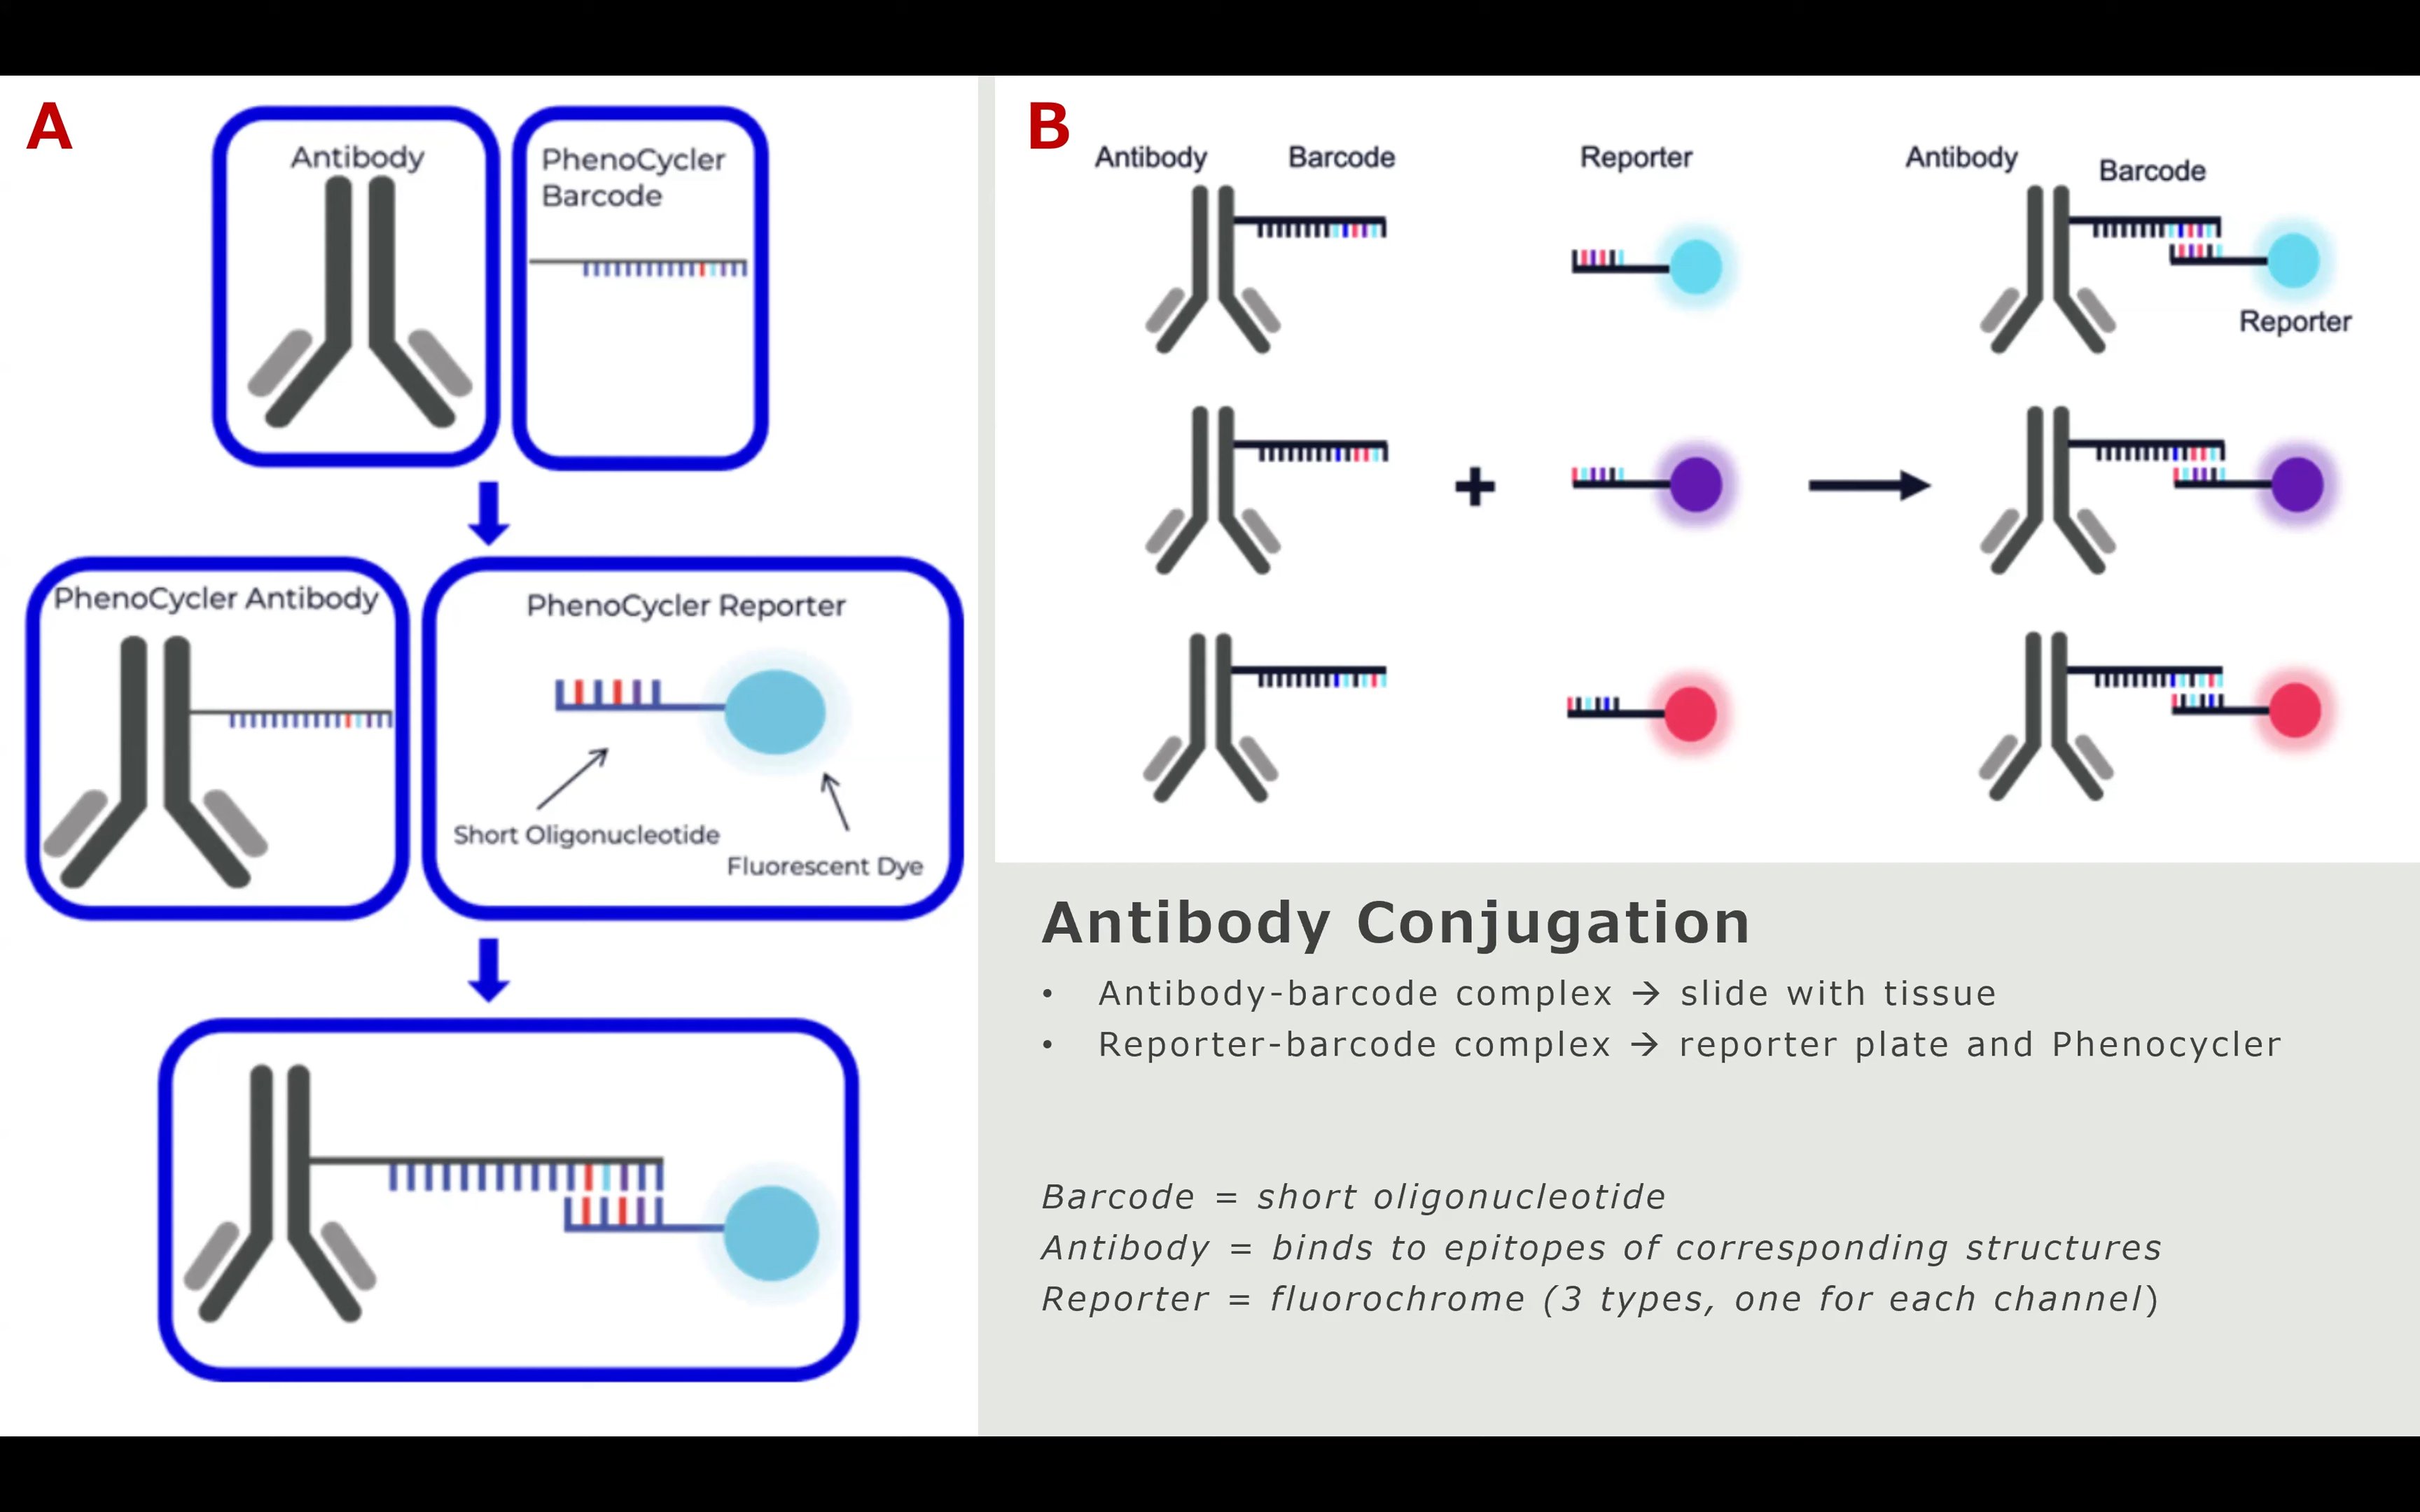 A
Antibody
PhenoCycler
Barcode
PhenoCycler Antibody
PhenoCycler Reporter
Short Oligonucleotide
Fluorescent Dye
B
Antibody
Barcode
Reporter
Antibody
Barcode
Reporter
+
Antibody Conjugation
• Antibody-barcode complex → slide with tissue
• Reporter-barcode complex → reporter plate and Phenocycler
Barcode = short oligonucleotide
Antibody = binds to epitopes of corresponding structures
Reporter = fluorochrome (3 types, one for each channel)